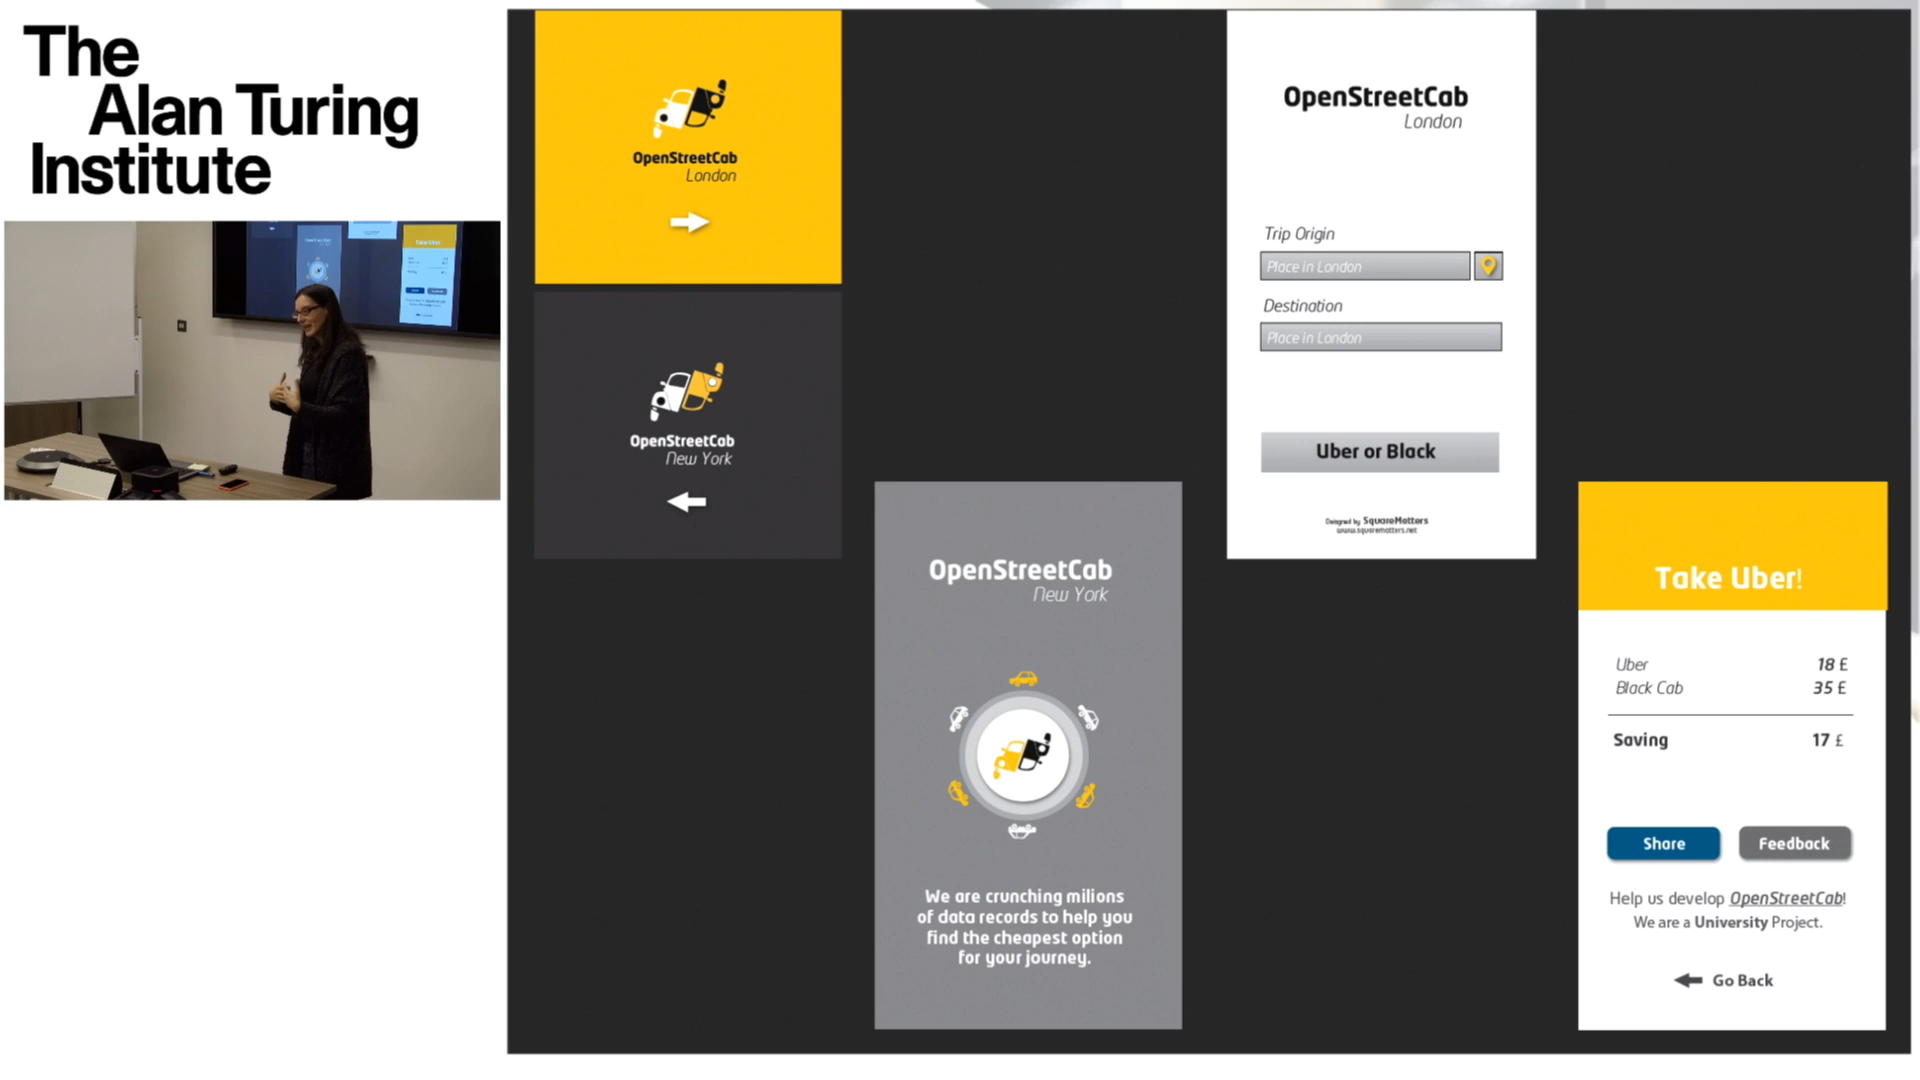 The
Alan Turing
Institute
OpenStreetCab
London
OpenStreetCab
New York
OpenStreetCab
New York
We are crunching milions
of data records to help you
find the cheapest option
for your journey.
OpenStreetCab
London
Trip Origin
Place in London
Destination
Place in London
Uber or Black
Designed by SquareMatters
www.squarematters.net
Take Uber!
Uber 18 £
Black Cab 35 £
Saving 17 £
Share Feedback
Help us develop OpenStreetCab!
We are a University Project.
Go Back